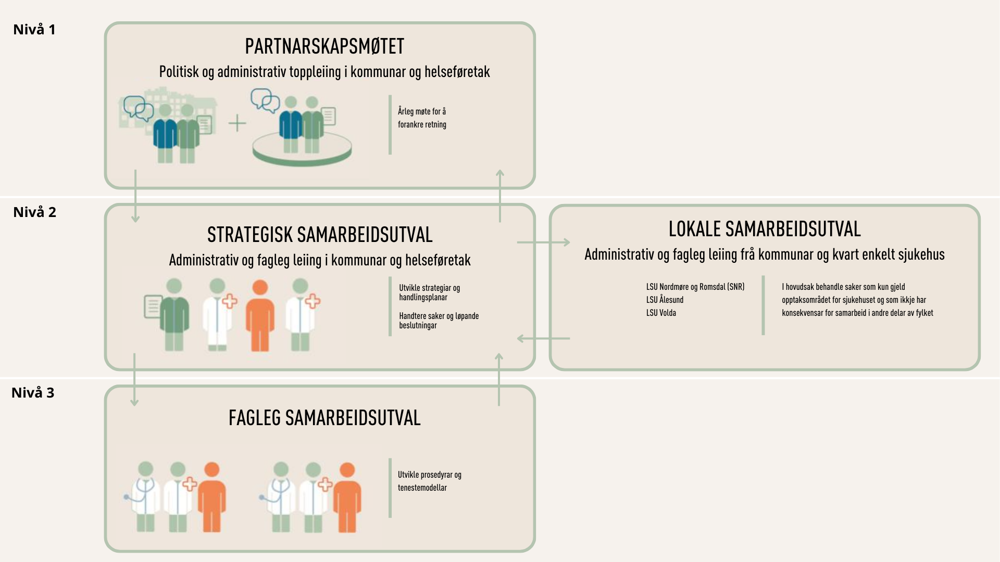 Nivå 1
PARTNARSKAPSMØTET
Politisk og administrativ toppleiing i kommunar og helseføretak
Årleg møte for å
forankre retning
Nivå 2
STRATEGISK SAMARBEIDSUTVAL
Administrativ og fagleg leiing i kommunar og helseføretak
Utvikle strategiar og
handlingsplanar
Handtere saker og løpande
beslutningar
LOKALE SAMARBEIDSUTVAL
Administrativ og fagleg leiing frå kommunar og kvart enkelt sjukehus
LSU Nordmøre og Romsdal (SNR)
LSU Ålesund
LSU Volda
I hovudsak behandle saker som kun gjeld
opptaksområdet for sjukehuset og som ikkje har
konsekvensar for samarbeid i andre delar av fylket
Nivå 3
FAGLEG SAMARBEIDSUTVAL
Utvikle prosedyrar og
tenestemodellar